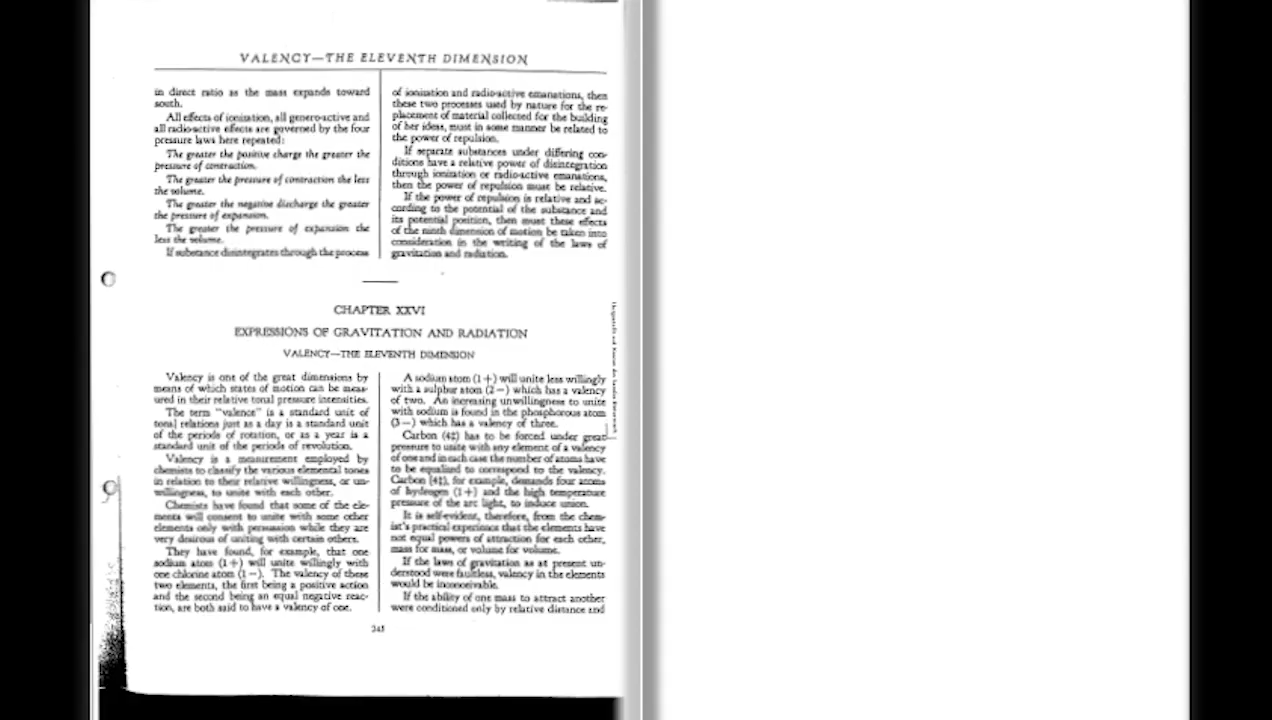 VALENCY—THE ELEVENTH DIMENSION
in direct ratio as the mass expands toward
south.
All effects of ionization, all genero-active and
all radio-active effects are governed by the four
pressure laws here repeated:
The greater the positive charge the greater the
pressure of contraction.
The greater the pressure of contraction the less
the volume.
The greater the negative discharge the greater
the pressure of expansion.
The greater the pressure of expansion the
less the volume.
If substance disintegrates through the process
of ionization and radio-active emanations, then
these two processes used by nature for the re-
placement of material collected for the building
of her ideas, must in some manner be related to
the power of repulsion.
If separate substances under differing con-
ditions have a relative power of disintegration
through ionization or radio-active emanations,
then the power of repulsion must be relative.
If the power of repulsion is relative and ac-
cording to the potential of the substance and
its potential position, then must these effects
of the ninth dimension of motion be taken into
consideration in the writing of the laws of
gravitation and radiation.
CHAPTER XXVI
EXPRESSIONS OF GRAVITATION AND RADIATION
VALENCY—THE ELEVENTH DIMENSION
Valency is one of the great dimensions by
means of which states of motion can be meas-
ured in their relative tonal pressure intensities.
The term "valence" is a standard unit of
tonal relations just as a day is a standard unit
of the periods of rotation, or as a year is a
standard unit of the periods of revolution.
Valency is a measurement employed by
chemists to classify the various elemental tones
in relation to their relative willingness, or un-
willingness, to unite with each other.
Chemists have found that some of the ele-
ments will consent to unite with some other
elements only with persuasion while they are
very desirous of uniting with certain others.
They have found, for example, that one
sodium atom (1+) will unite willingly with
one chlorine atom (1−). The valency of these
two elements, the first being a positive action
and the second being an equal negative reac-
tion, are both said to have a valency of one.
A sodium atom (1+) will unite less willingly
with a sulphur atom (2−) which has a valency
of two. An increasing unwillingness to unite
with sodium is found in the phosphorous atom
(3−) which has a valency of three.
Carbon (4‡) has to be forced under great
pressure to unite with any element of a valency
of one and in each case the number of atoms have
to be equalized to correspond to the valency.
Carbon (4‡), for example, demands four atoms
of hydrogen (1+) and the high temperature
pressure of the arc light, to induce union.
It is self-evident, therefore, from the chem-
ist's practical experience that the elements have
not equal powers of attraction for each other,
mass for mass, or volume for volume.
If the laws of gravitation as at present un-
derstood were faultless, valency in the elements
would be inconceivable.
If the ability of one mass to attract another
were conditioned only by relative distance and
245